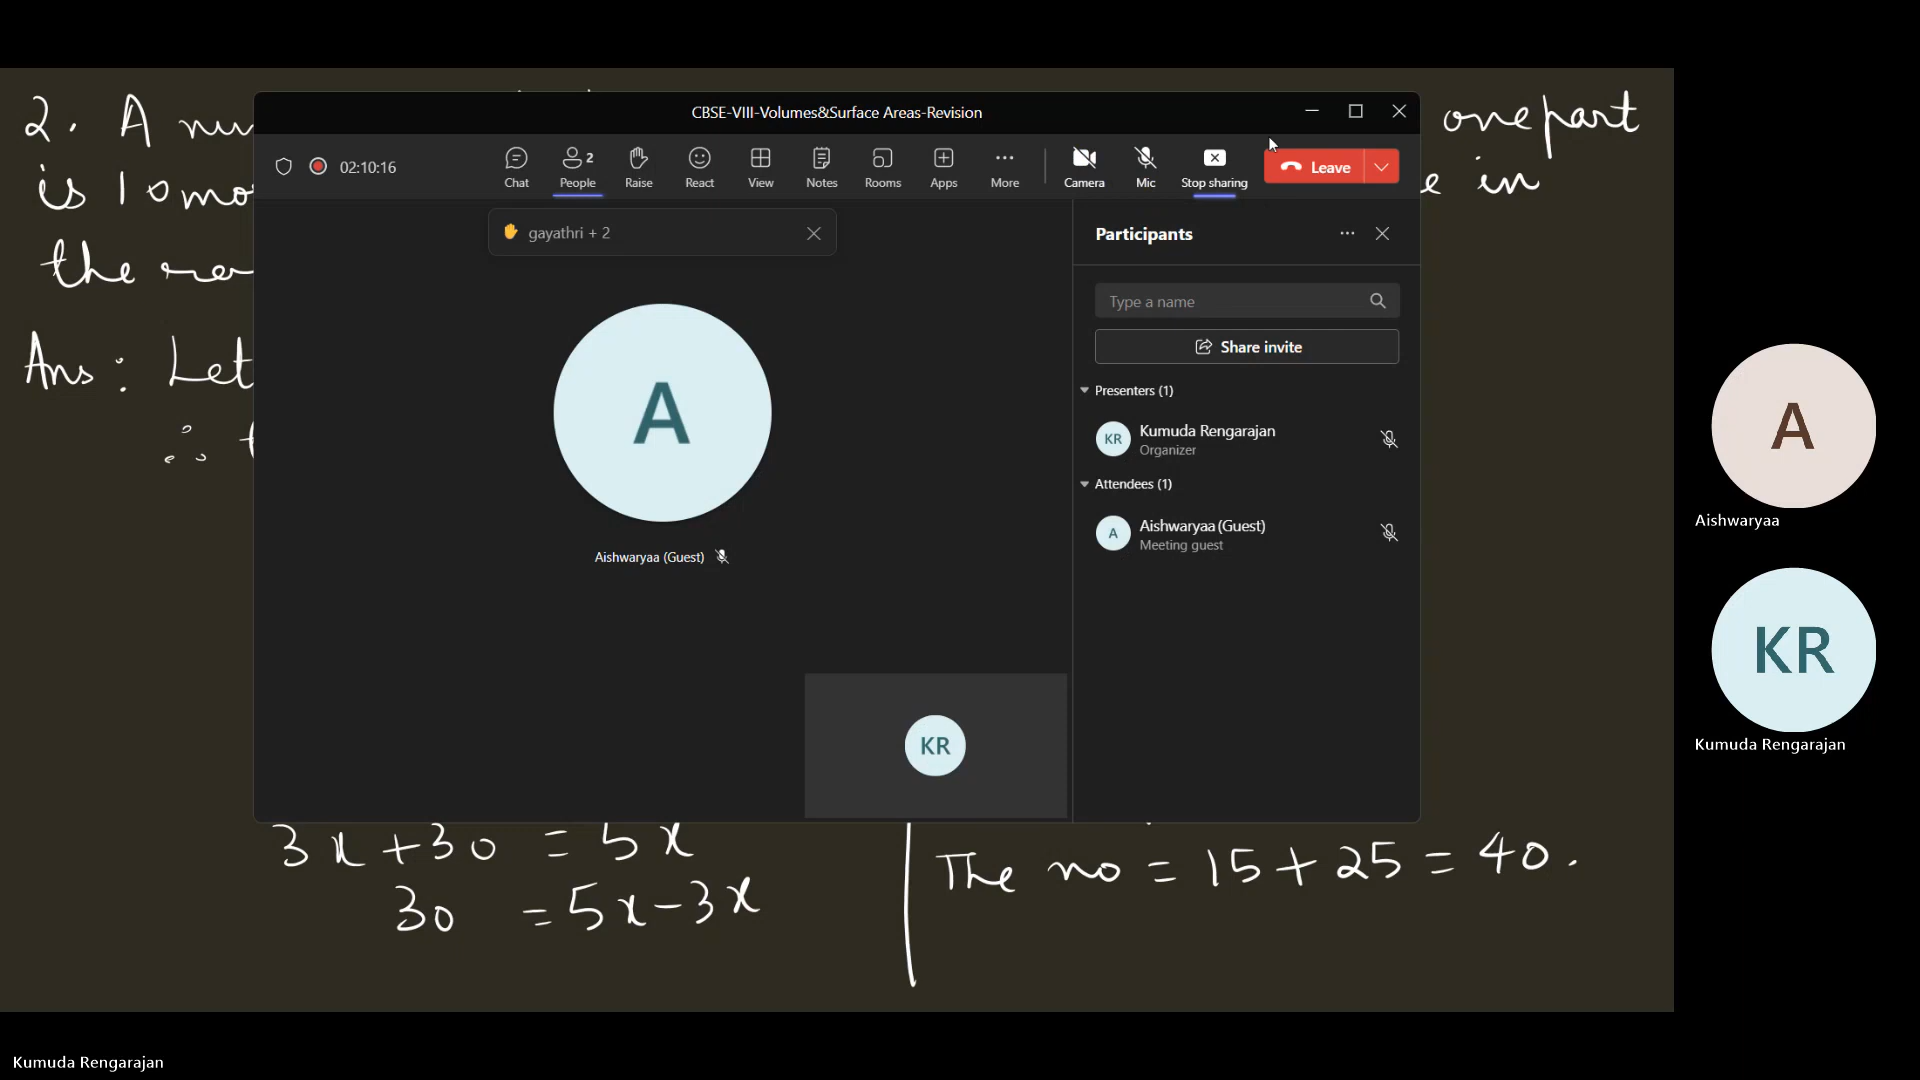 2. A
one part
is 10 mo
e in
the re
Ans : Let
∴ t
CBSE-VIII-Volumes&Surface Areas-Revision
02:10:16
Chat
People
2
Raise
React
View
Notes
Rooms
Apps
More
Camera
Mic
Stop sharing
Leave
gayathri + 2
Participants
Type a name
Share invite
Presenters (1)
KR
Kumuda Rengarajan
Organizer
Attendees (1)
A
Aishwaryaa (Guest)
Meeting guest
A
Aishwaryaa (Guest)
KR
3x+30 = 5x
30 = 5x-3x
The no = 15+25 = 40.
A
Aishwaryaa
KR
Kumuda Rengarajan
Kumuda Rengarajan